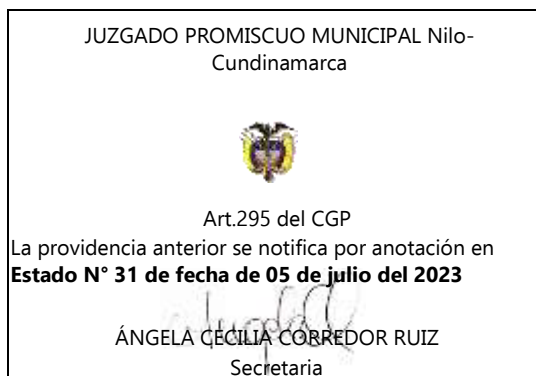 JUZGADO PROMISCUO MUNICIPAL Nilo-
Cundinamarca
Art.295 del CGP
La providencia anterior se notifica por anotación en
Estado N° 31 de fecha de 05 de julio del 2023
ÁNGELA CECILIA CORREDOR RUIZ
Secretaria